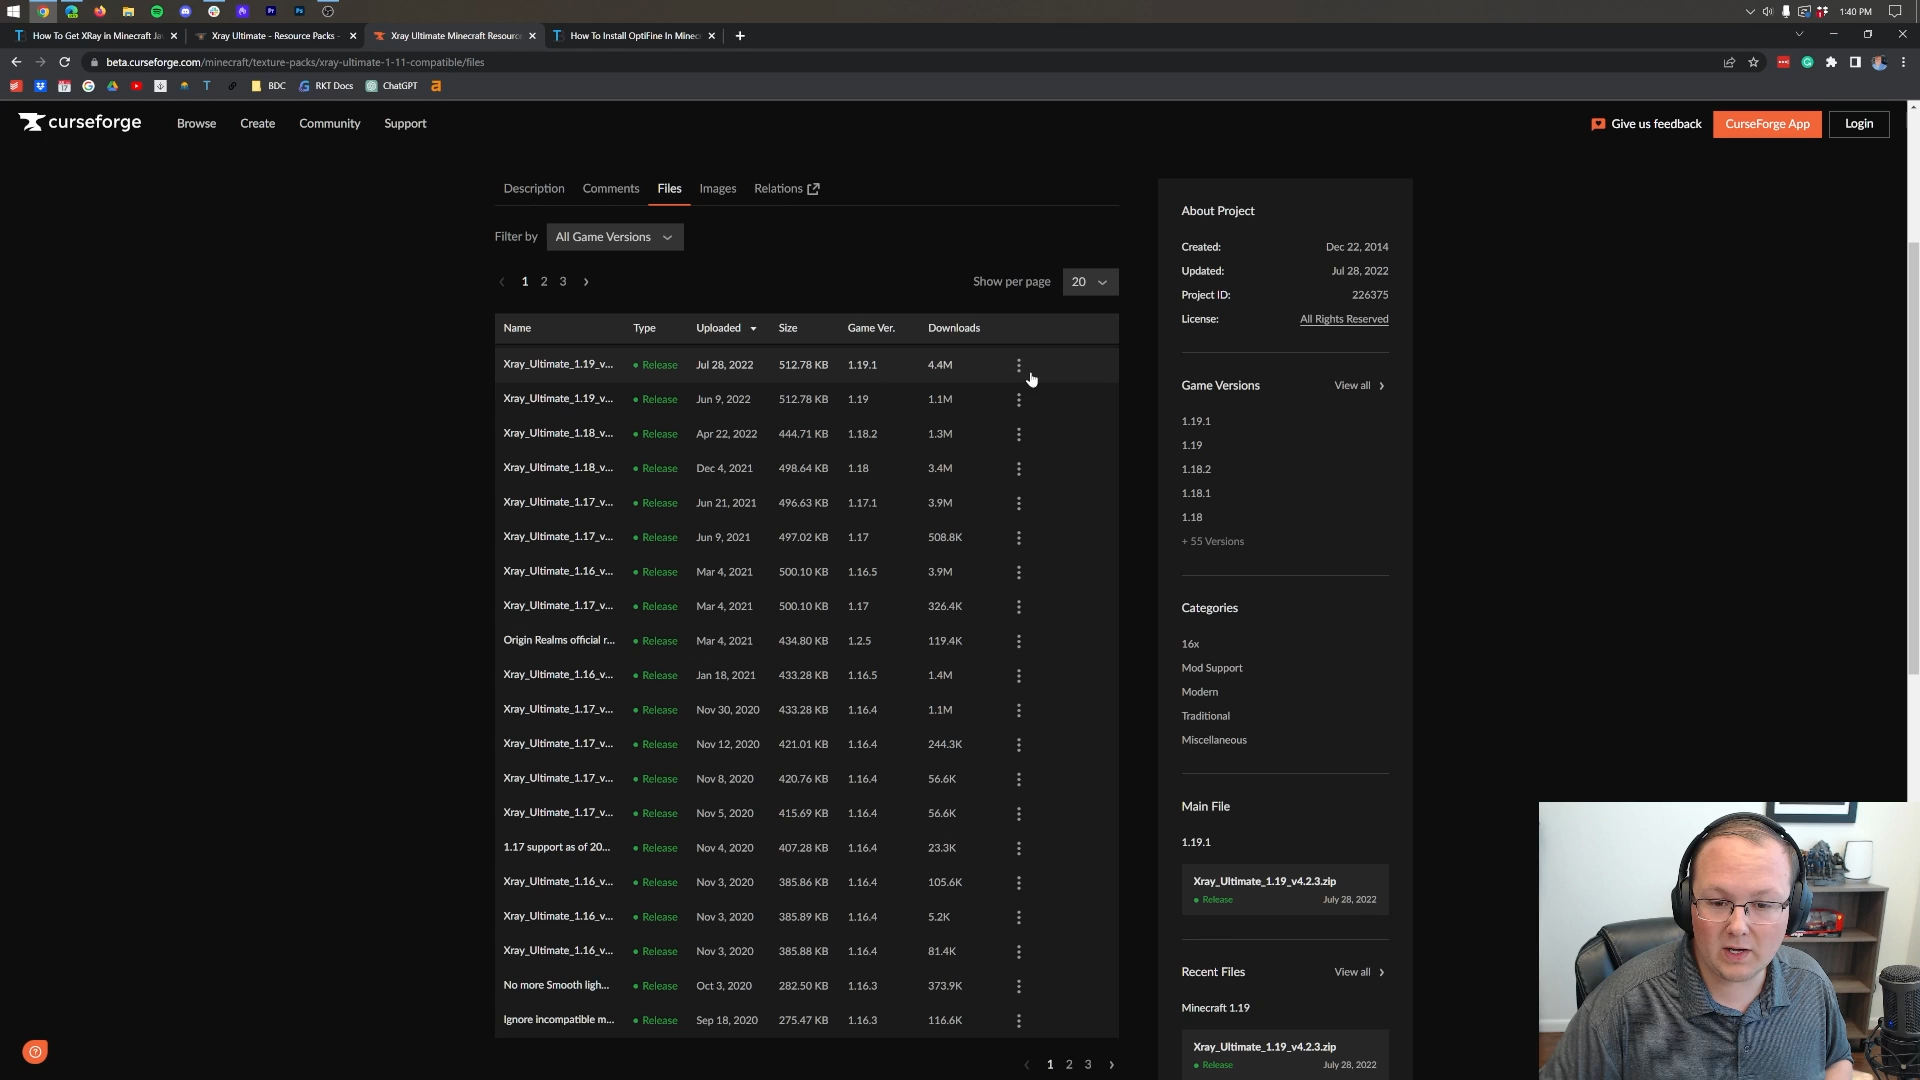 1:40 PM
How To Get XRay in Minecraft Ja
Xray Ultimate - Resource Packs -
Xray Ultimate Minecraft Resourc
How To Install OptiFine In Minec
beta.curseforge.com/minecraft/texture-packs/xray-ultimate-1-11-compatible/files
BDC
RKT Docs
ChatGPT
curseforge
Browse
Create
Community
Support
Give us feedback
CurseForge App
Login
Description
Comments
Files
Images
Relations
Filter by
All Game Versions
1 2 3
Show per page
20
Name Type Uploaded Size Game Ver. Downloads
Xray_Ultimate_1.19_v... Release Jul 28, 2022 512.78 KB 1.19.1 4.4M
Xray_Ultimate_1.19_v... Release Jun 9, 2022 512.78 KB 1.19 1.1M
Xray_Ultimate_1.18_v... Release Apr 22, 2022 444.71 KB 1.18.2 1.3M
Xray_Ultimate_1.18_v... Release Dec 4, 2021 498.64 KB 1.18 3.4M
Xray_Ultimate_1.17_v... Release Jun 21, 2021 496.63 KB 1.17.1 3.9M
Xray_Ultimate_1.17_v... Release Jun 9, 2021 497.02 KB 1.17 508.8K
Xray_Ultimate_1.16_v... Release Mar 4, 2021 500.10 KB 1.16.5 3.9M
Xray_Ultimate_1.17_v... Release Mar 4, 2021 500.10 KB 1.17 326.4K
Origin Realms official r... Release Mar 4, 2021 434.80 KB 1.2.5 119.4K
Xray_Ultimate_1.16_v... Release Jan 18, 2021 433.28 KB 1.16.5 1.4M
Xray_Ultimate_1.17_v... Release Nov 30, 2020 433.28 KB 1.16.4 1.1M
Xray_Ultimate_1.17_v... Release Nov 12, 2020 421.01 KB 1.16.4 244.3K
Xray_Ultimate_1.17_v... Release Nov 8, 2020 420.76 KB 1.16.4 56.6K
Xray_Ultimate_1.17_v... Release Nov 5, 2020 415.69 KB 1.16.4 56.6K
1.17 support as of 20... Release Nov 4, 2020 407.28 KB 1.16.4 23.3K
Xray_Ultimate_1.16_v... Release Nov 3, 2020 385.86 KB 1.16.4 105.6K
Xray_Ultimate_1.16_v... Release Nov 3, 2020 385.89 KB 1.16.4 5.2K
Xray_Ultimate_1.16_v... Release Nov 3, 2020 385.88 KB 1.16.4 81.4K
No more Smooth ligh... Release Oct 3, 2020 282.50 KB 1.16.3 373.9K
Ignore incompatible m... Release Sep 18, 2020 275.47 KB 1.16.3 116.6K
1 2 3
About Project
Created: Dec 22, 2014
Updated: Jul 28, 2022
Project ID: 226375
License: All Rights Reserved
Game Versions View all
1.19.1
1.19
1.18.2
1.18.1
1.18
+ 55 Versions
Categories
16x
Mod Support
Modern
Traditional
Miscellaneous
Main File
1.19.1
Xray_Ultimate_1.19_v4.2.3.zip
Release July 28, 2022
Recent Files View all
Minecraft 1.19
Xray_Ultimate_1.19_v4.2.3.zip
Release July 28, 2022